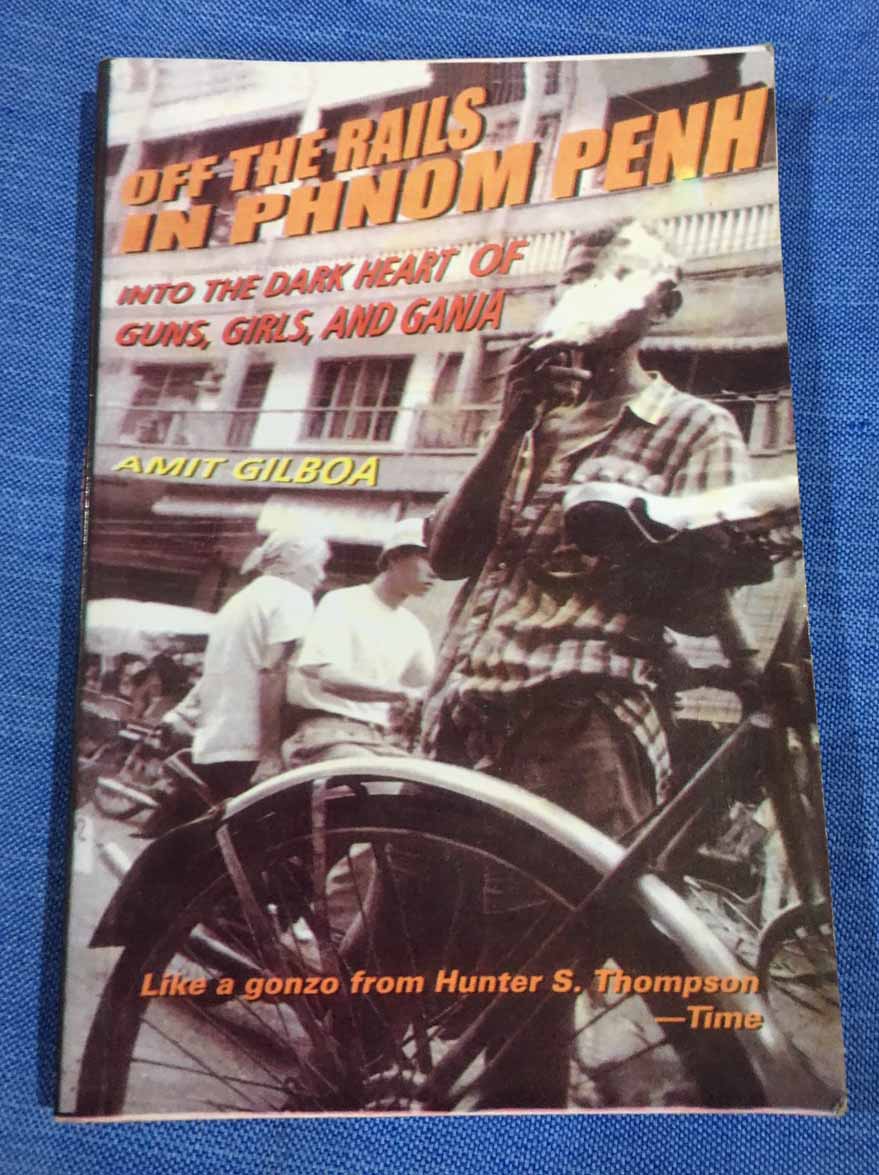 OFF THE RAILS
IN PHNOM PENH
INTO THE DARK HEART OF
GUNS, GIRLS, AND GANJA
AMIT GILBOA
Like a gonzo from Hunter S. Thompson
—Time